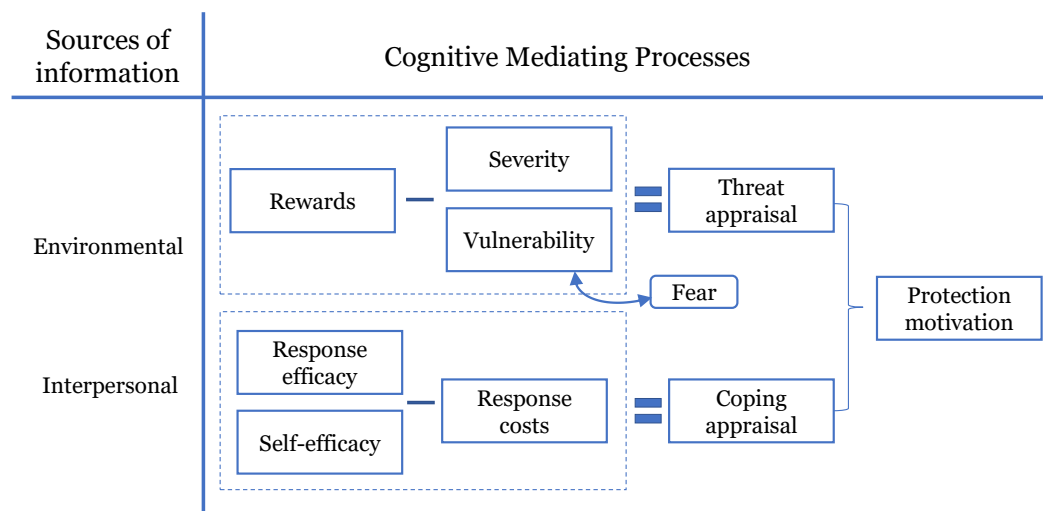 Sources of
information
Cognitive Mediating Processes
Environmental
Interpersonal
Rewards
Severity
Vulnerability
Threat
appraisal
Fear
Response
efficacy
Self-efficacy
Response
costs
Coping
appraisal
Protection
motivation